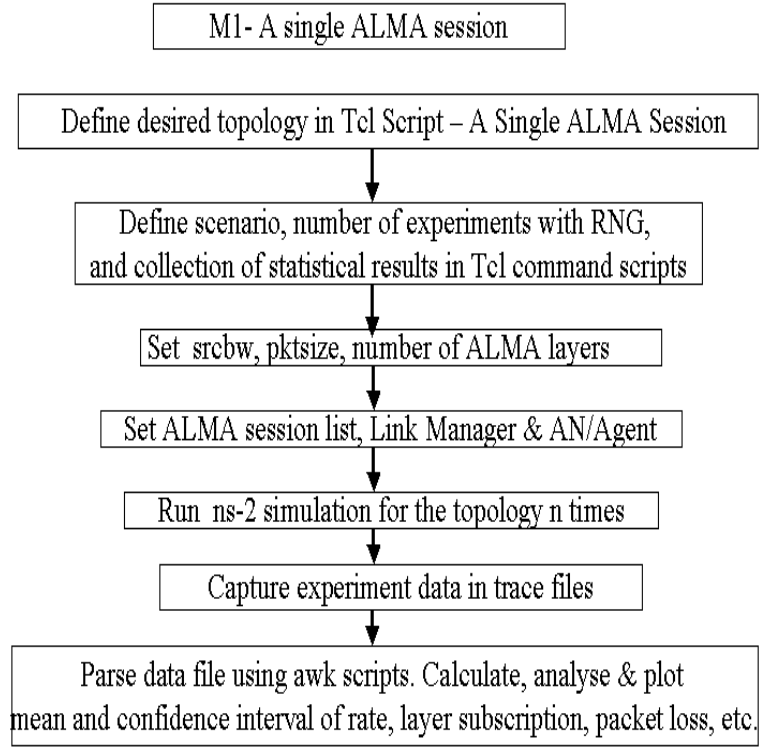 M1- A single ALMA session
Define desired topology in Tcl Script – A Single ALMA Session
Define scenario, number of experiments with RNG,
and collection of statistical results in Tcl command scripts
Set srcbw, pktsize, number of ALMA layers
Set ALMA session list, Link Manager & AN/Agent
Run ns-2 simulation for the topology n times
Capture experiment data in trace files
Parse data file using awk scripts. Calculate, analyse & plot
mean and confidence interval of rate, layer subscription, packet loss, etc.